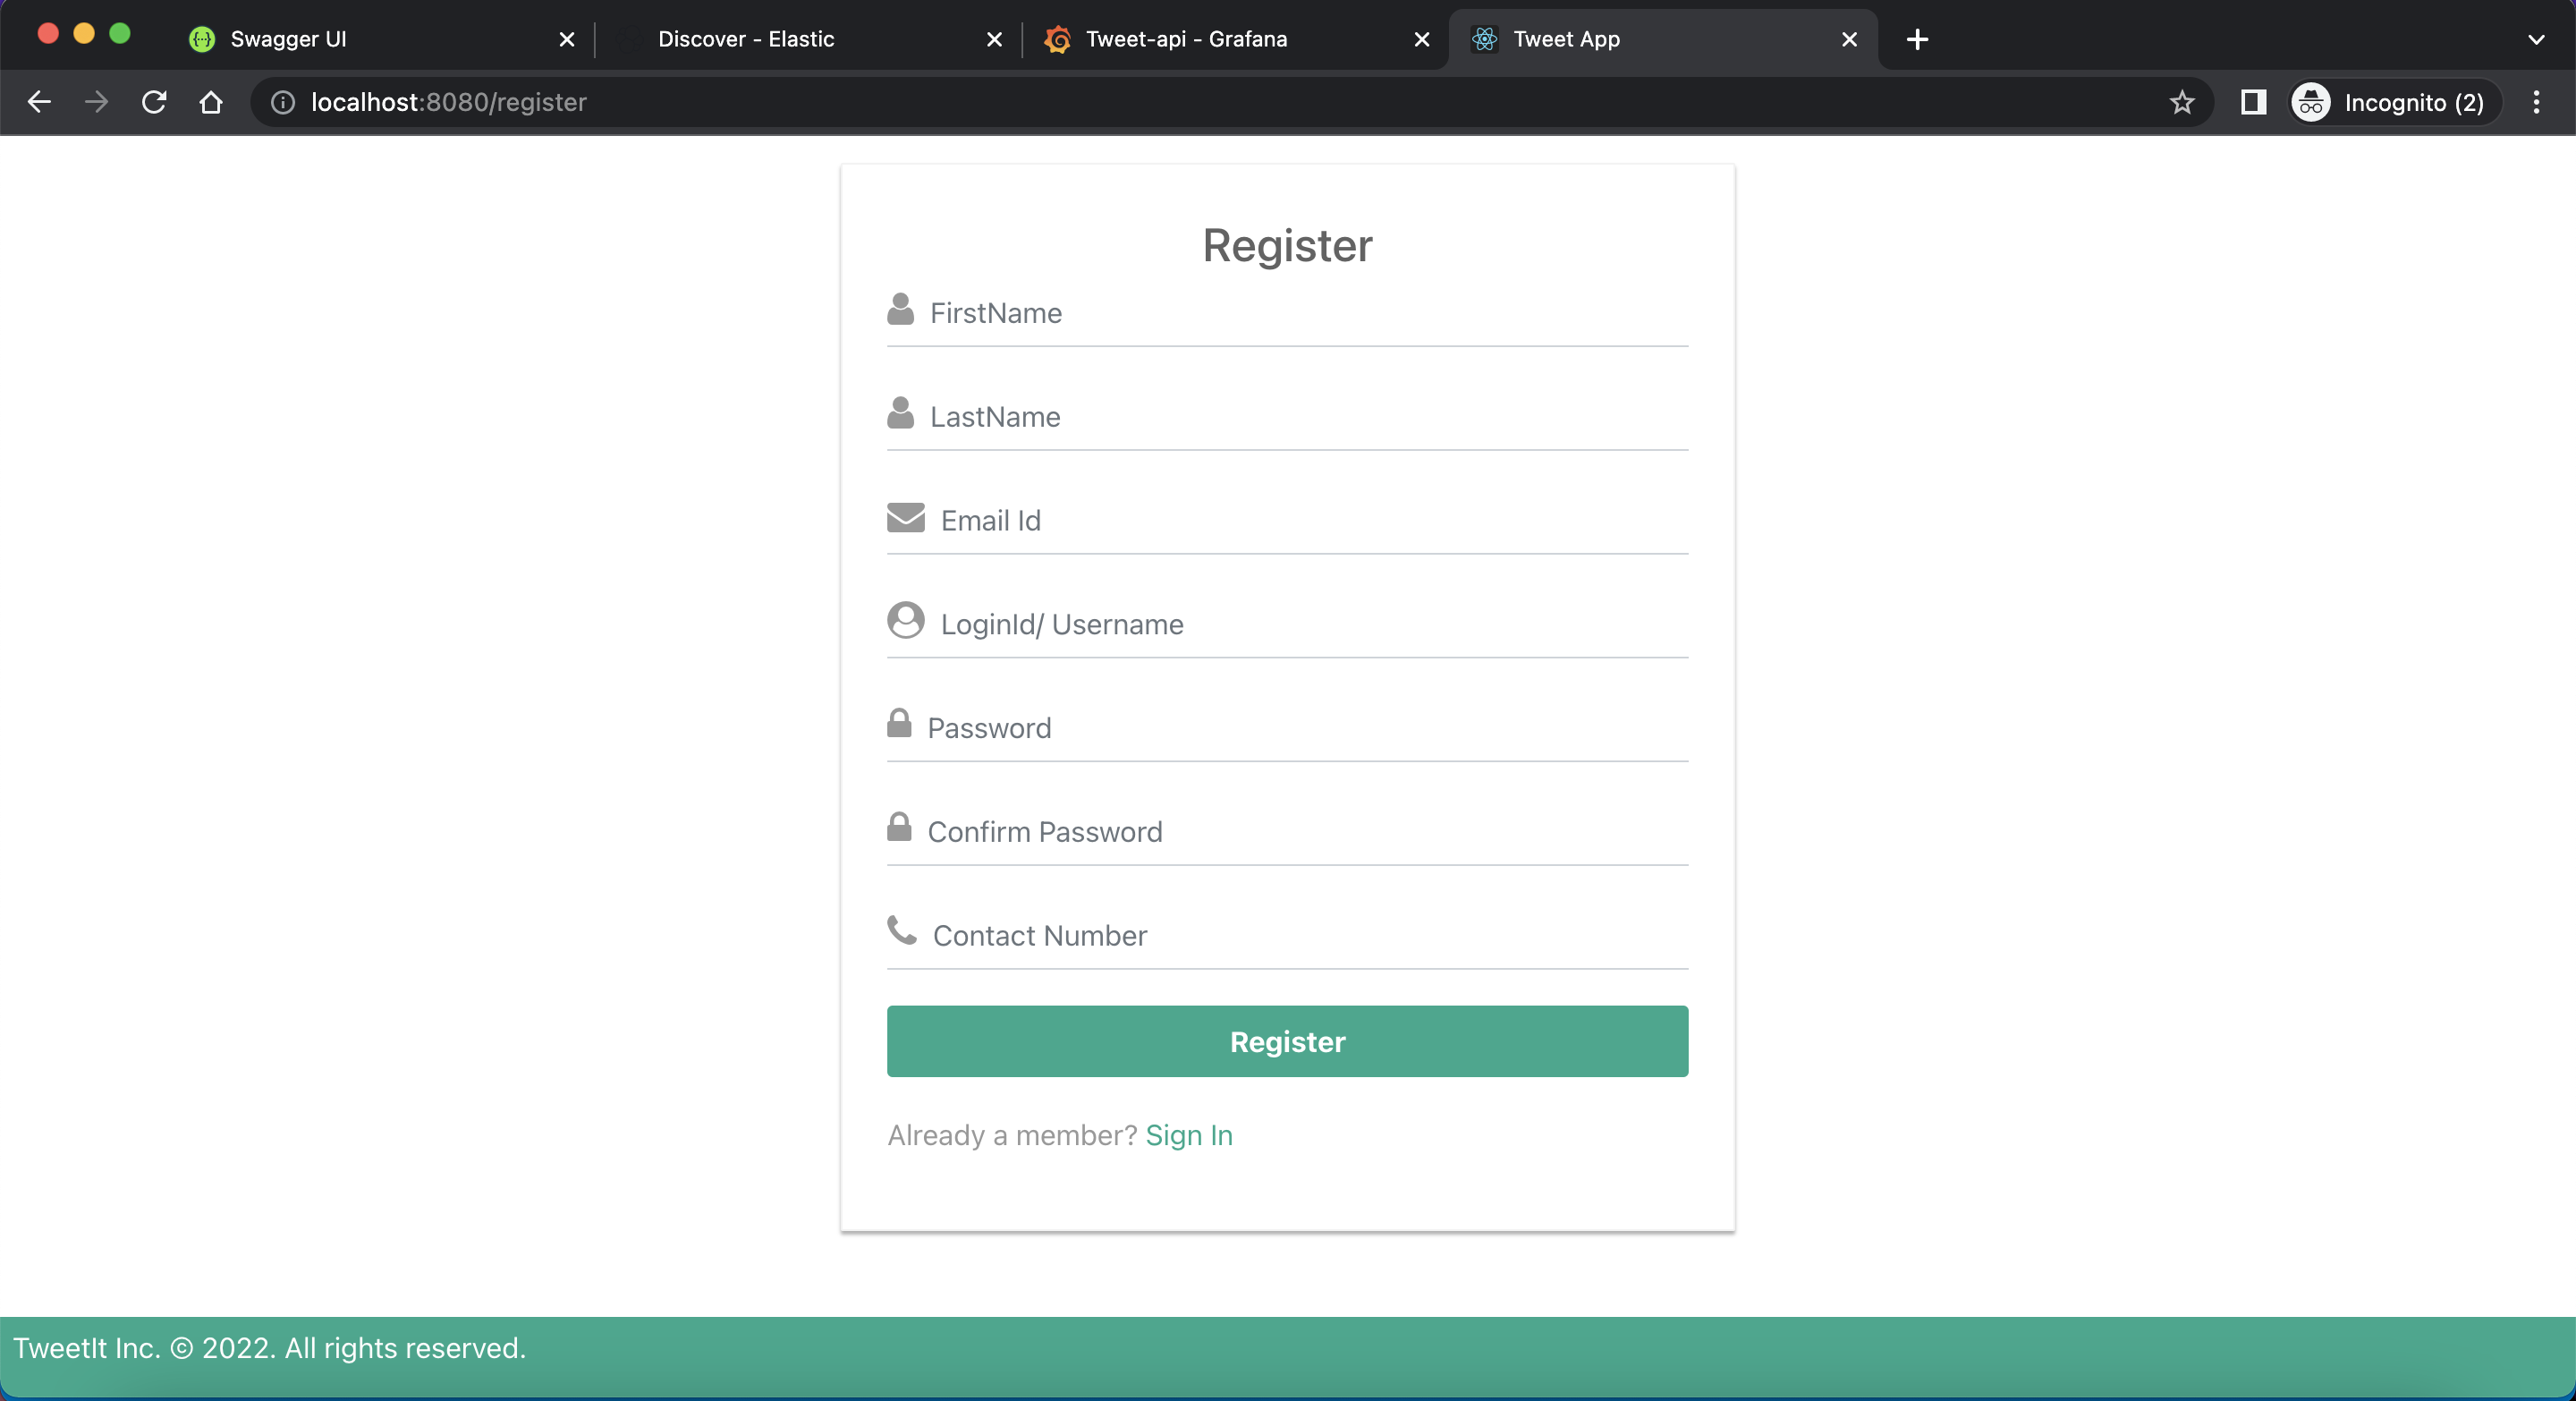 Swagger UI
Discover - Elastic
Tweet-api - Grafana
Tweet App
localhost:8080/register
Incognito (2)
Register
FirstName
LastName
Email Id
LoginId/ Username
Password
Confirm Password
Contact Number
Register
Already a member? Sign In
TweetIt Inc. © 2022. All rights reserved.